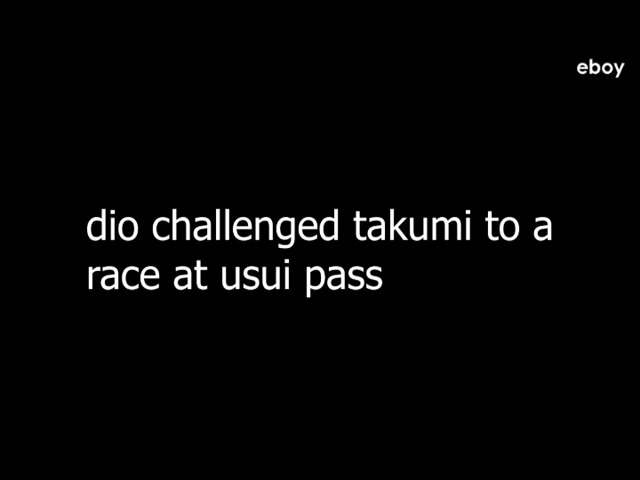 eboy
dio challenged takumi to a
race at usui pass